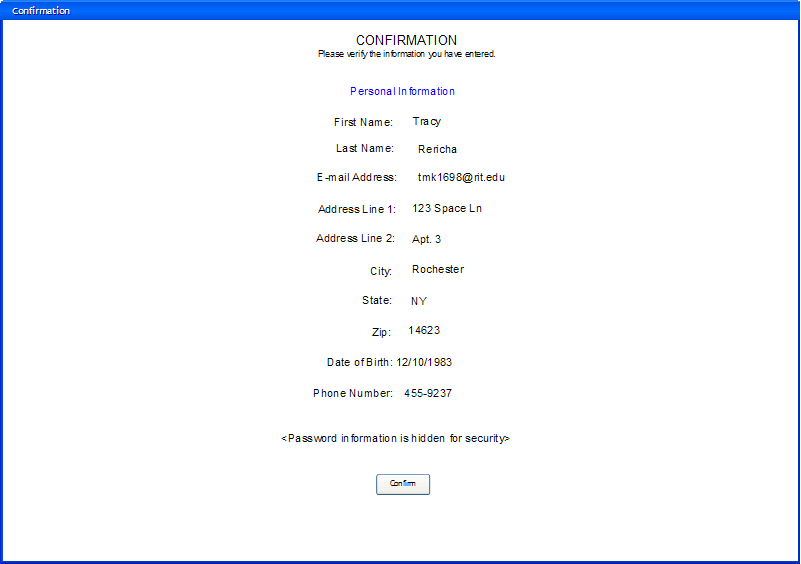 Confirmation
CONFIRMATION
Please verify the information you have entered.
Personal Information
First Name: Tracy
Last Name: Rericha
E-mail Address: tmk1698@rit.edu
Address Line 1: 123 Space Ln
Address Line 2: Apt. 3
City: Rochester
State: NY
Zip: 14623
Date of Birth: 12/10/1983
Phone Number: 455-9237
<Password information is hidden for security>
Confirm